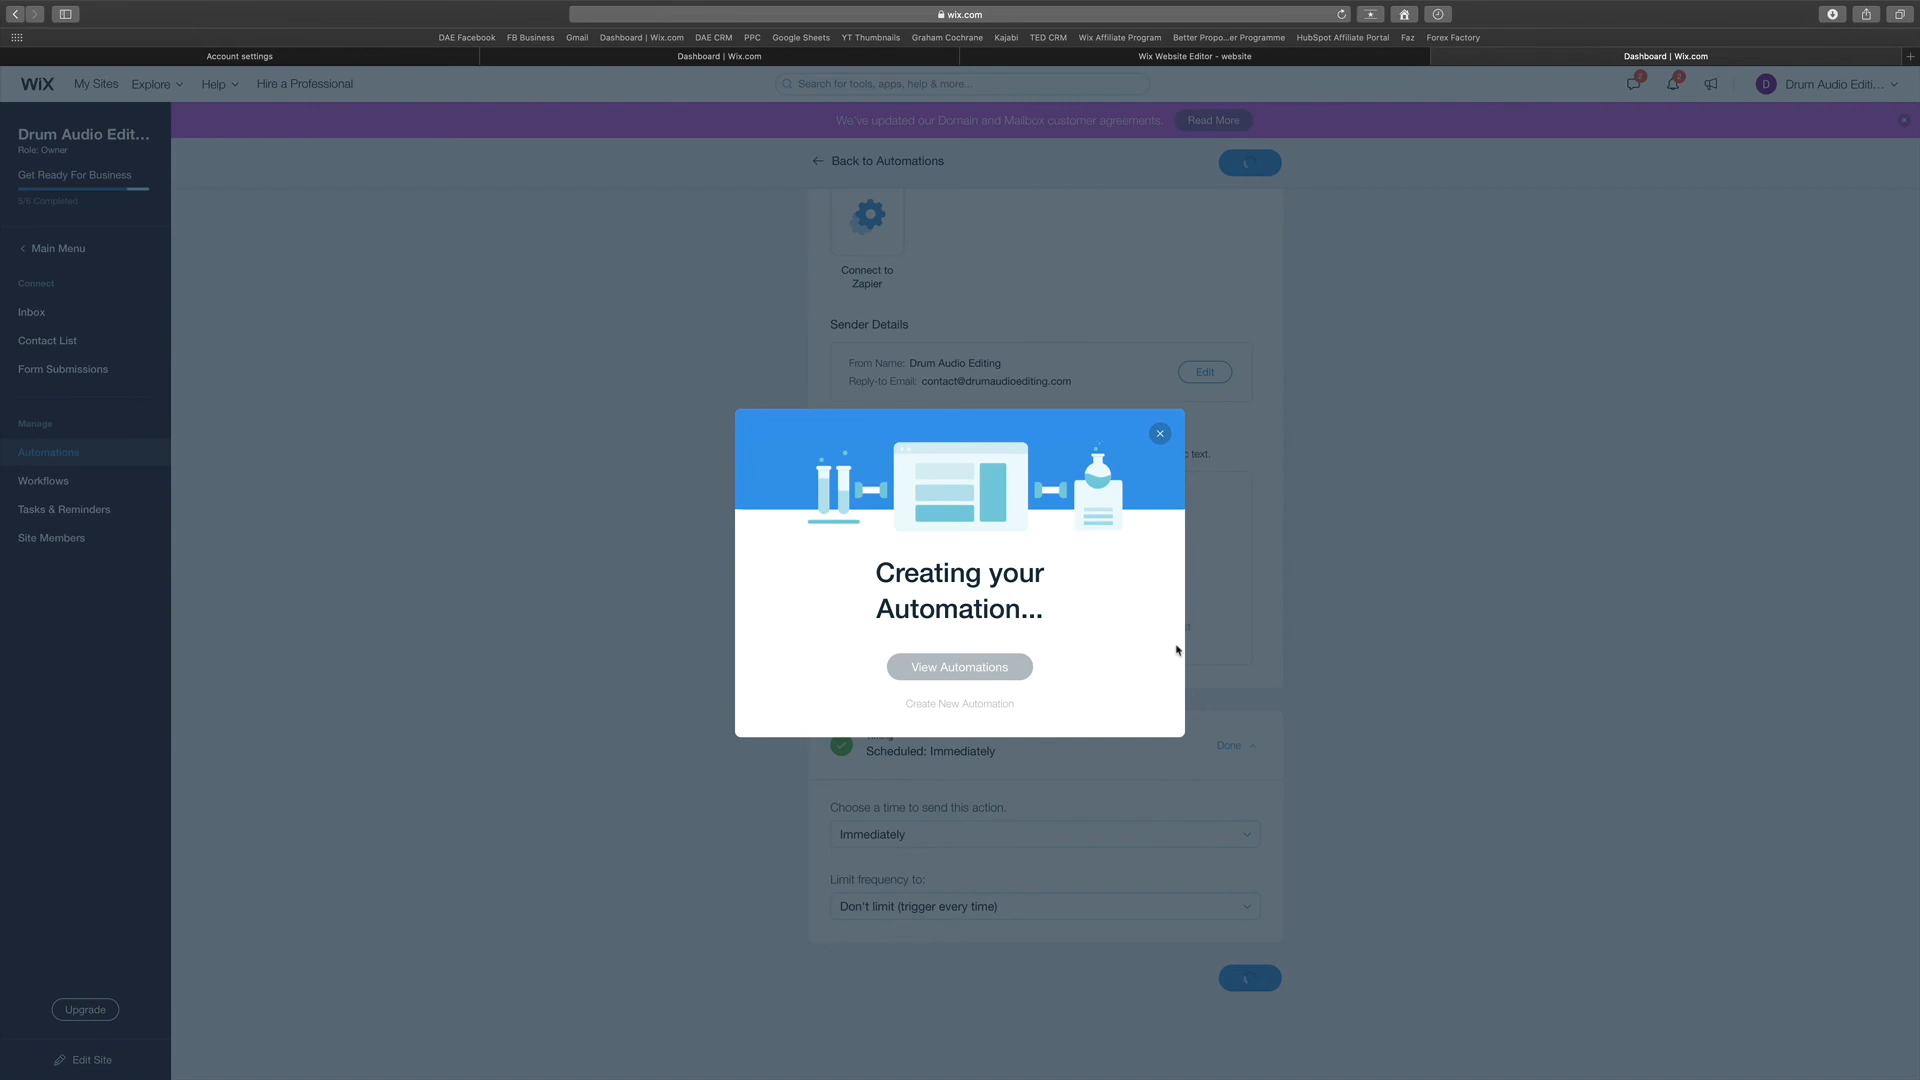 wix.com
DAE Facebook FB Business Gmail Dashboard | Wix.com DAE CRM PPC Google Sheets YT Thumbnails Graham Cochrane Kajabi TED CRM Wix Affiliate Program Better Propo...er Programme HubSpot Affiliate Portal Faz Forex Factory
Account settings Dashboard | Wix.com Wix Website Editor - website Dashboard | Wix.com
WiX My Sites Explore Help Hire a Professional Search for tools, apps, help & more... 2 2 D Drum Audio Editi...
We've updated our Domain and Mailbox customer agreements. Read More
Drum Audio Edit...
Role: Owner
Get Ready For Business
5/6 Completed
Main Menu
Connect
Inbox
Contact List
Form Submissions
Manage
Automations
Workflows
Tasks & Reminders
Site Members
Upgrade
Edit Site
Back to Automations
Connect to
Zapier
Sender Details
From Name: Drum Audio Editing
Reply-to Email: contact@drumaudioediting.com
Edit
text.
Creating your
Automation...
View Automations
Create New Automation
Scheduled: Immediately
Done
Choose a time to send this action.
Immediately
Limit frequency to:
Don't limit (trigger every time)